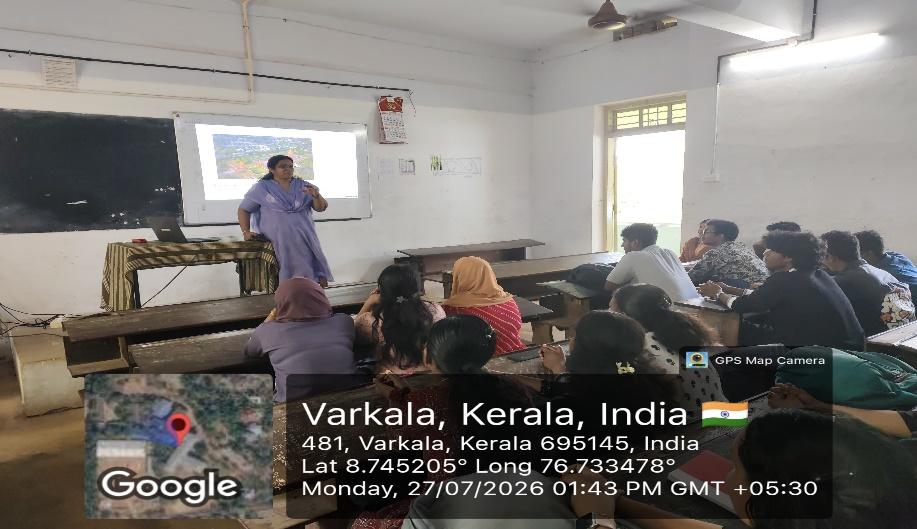 GPS Map Camera
Varkala, Kerala, India
481, Varkala, Kerala 695145, India
Lat 8.745205° Long 76.733478°
Monday, 27/07/2026 01:43 PM GMT +05:30
Google